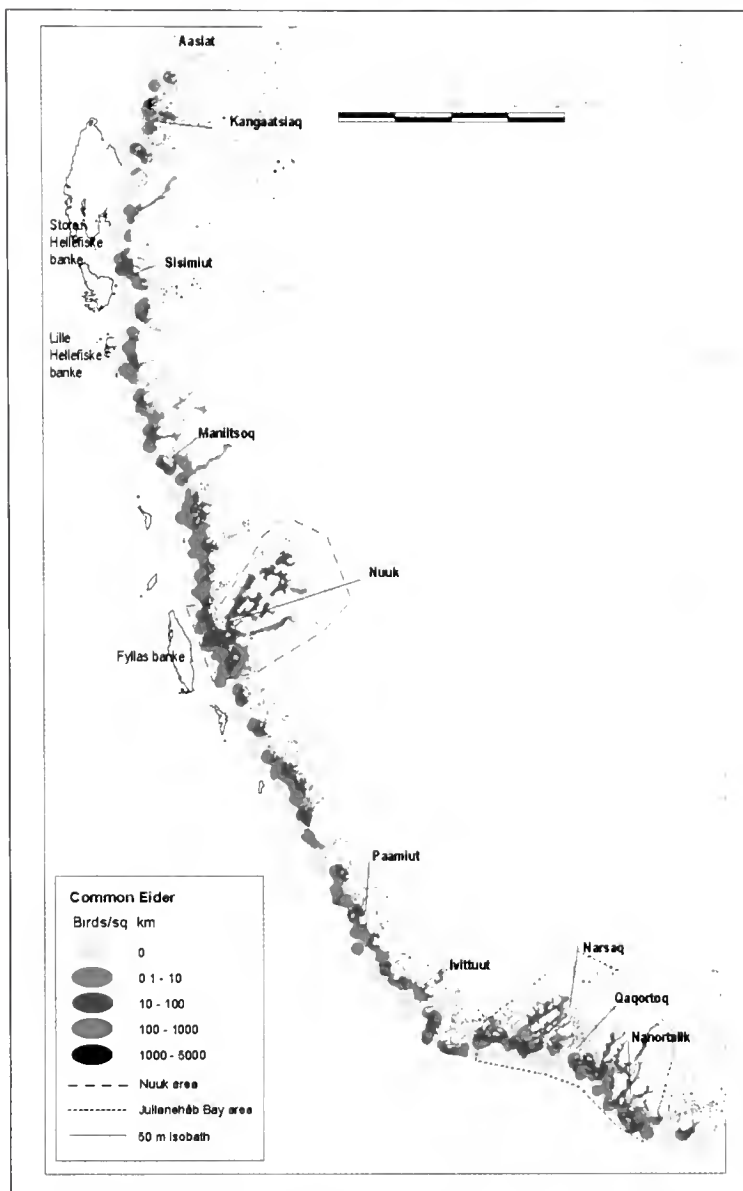 Aasiat
Kangaatsiaq
Store
Hellefiske
banke
Sisimiut
Lille
Hellefiske
banke
Maniitsoq
Nuuk
Fyllas banke
Paamiut
Ivittuut
Narsaq
Qaqortoq
Nanortalik
Common Eider
Birds/sq km
0
0 1 - 10
10 - 100
100 - 1000
1000 - 5000
Nuuk area
Julianehåb Bay area
50 m isobath